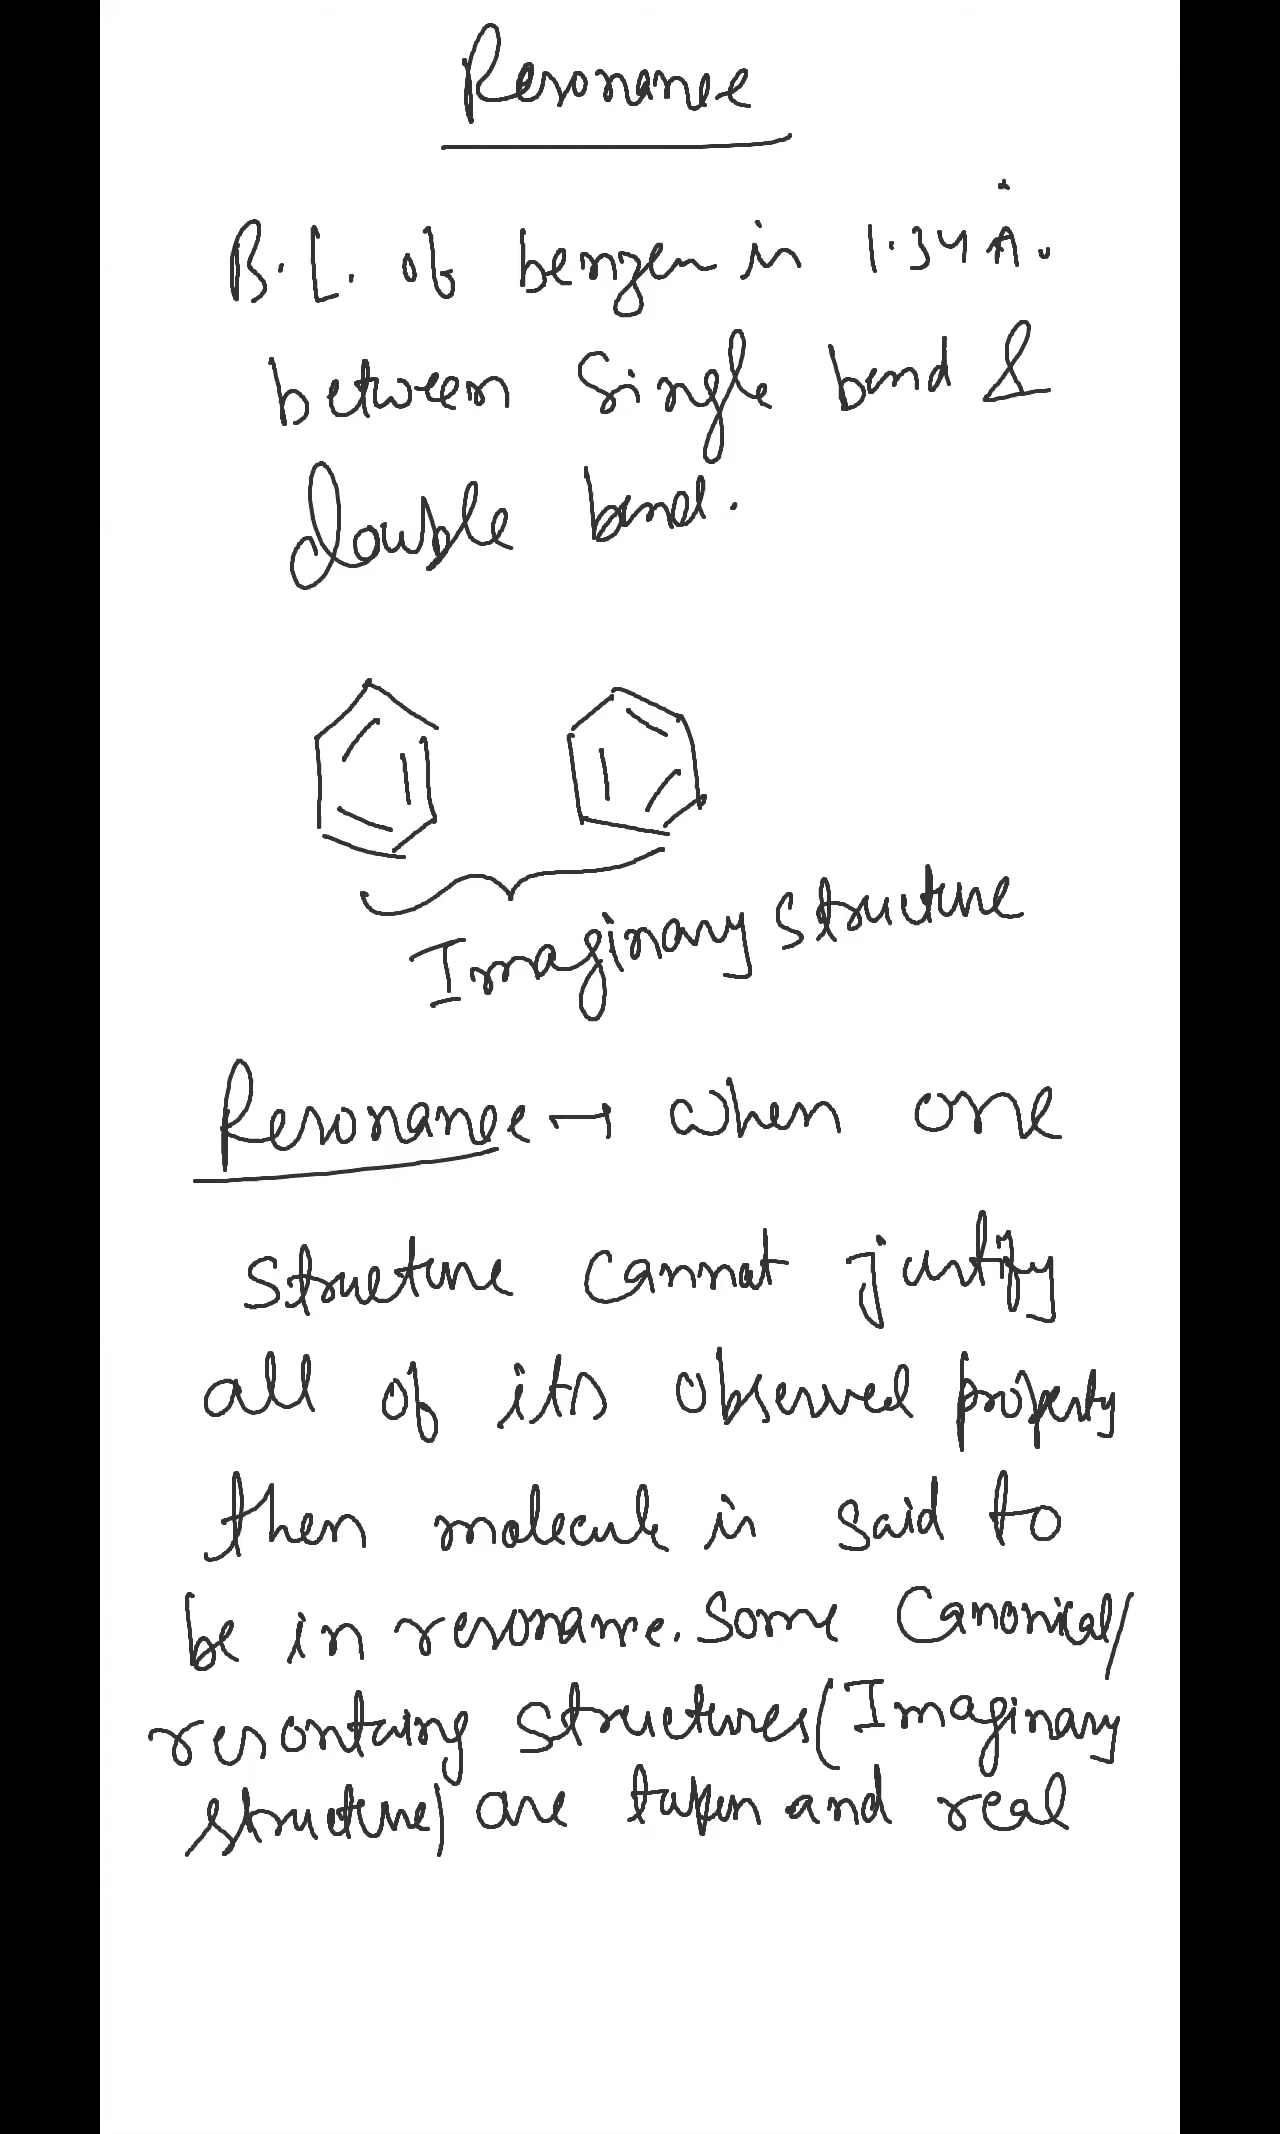 Resonance
B.L. of benzen is 1.34 Å.
between Single bond &
double bond.
Imaginary structure
Resonance → when one
structure cannot justify
all of its observed property
then molecule is said to
be in resonance. Some Canonical/
resontaing structures (Imaginary
structure) are taken and real